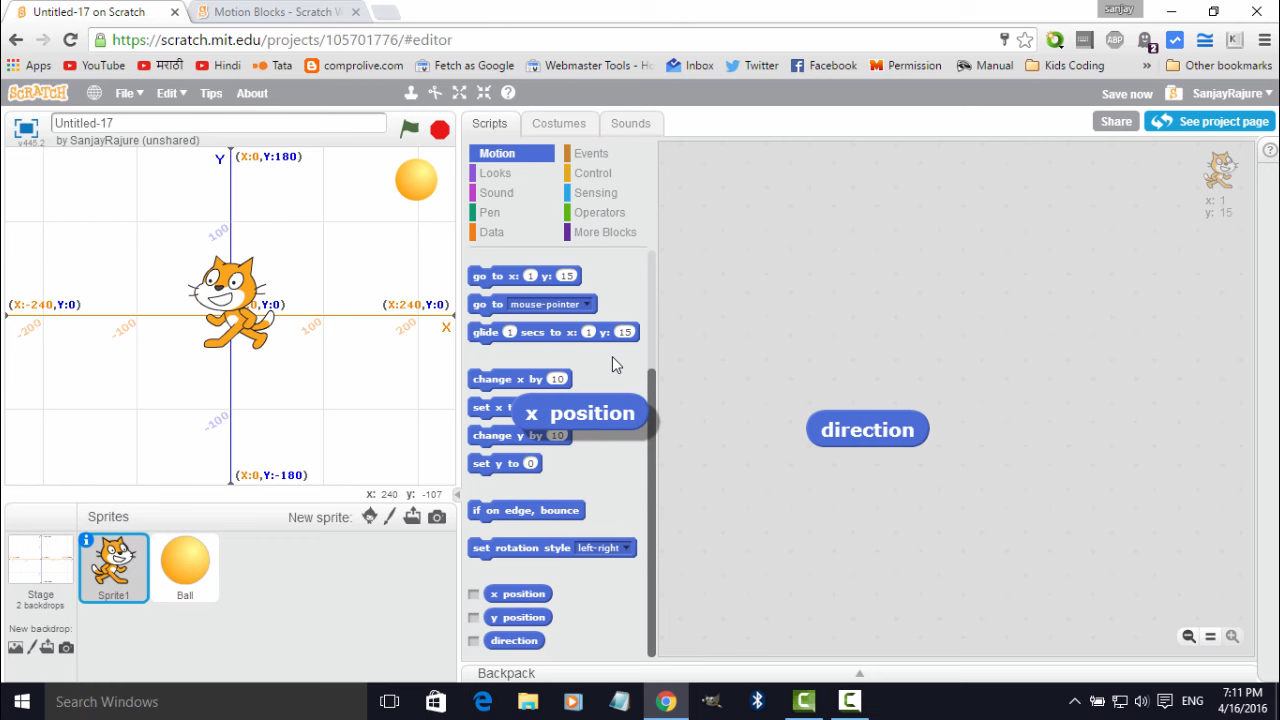 Untitled-17 on Scratch
Motion Blocks - Scratch W
sanjay
https://scratch.mit.edu/projects/105701776/#editor
ABP
2
Apps
YouTube
मराठी
Hindi
Tata
comprolive.com
Fetch as Google
Webmaster Tools - Ho
Inbox
Twitter
Facebook
Permission
Manual
Kids Coding
»
Other bookmarks
SCRATCH
File
Edit
Tips
About
Save now
SanjayRajure
Untitled-17
by SanjayRajure (unshared)
v445.2
Scripts
Costumes
Sounds
Share
See project page
Y
(X:0,Y:180)
Motion
Looks
Sound
Pen
Data
Events
Control
Sensing
Operators
More Blocks
x: 1
y: 15
100
(X:-240,Y:0)
0,Y:0)
(X:240,Y:0)
X
-200
-100
100
200
-100
(X:0,Y:-180)
x: 240 y: -107
go to x: 1 y: 15
go to mouse-pointer
glide 1 secs to x: 1 y: 15
change x by 10
set x t
x position
change y by 10
set y to 0
if on edge, bounce
set rotation style left-right
x position
y position
direction
direction
Sprites
New sprite:
Stage
2 backdrops
Sprite1
Ball
New backdrop:
Backpack
Search Windows
ENG
7:11 PM
4/16/2016